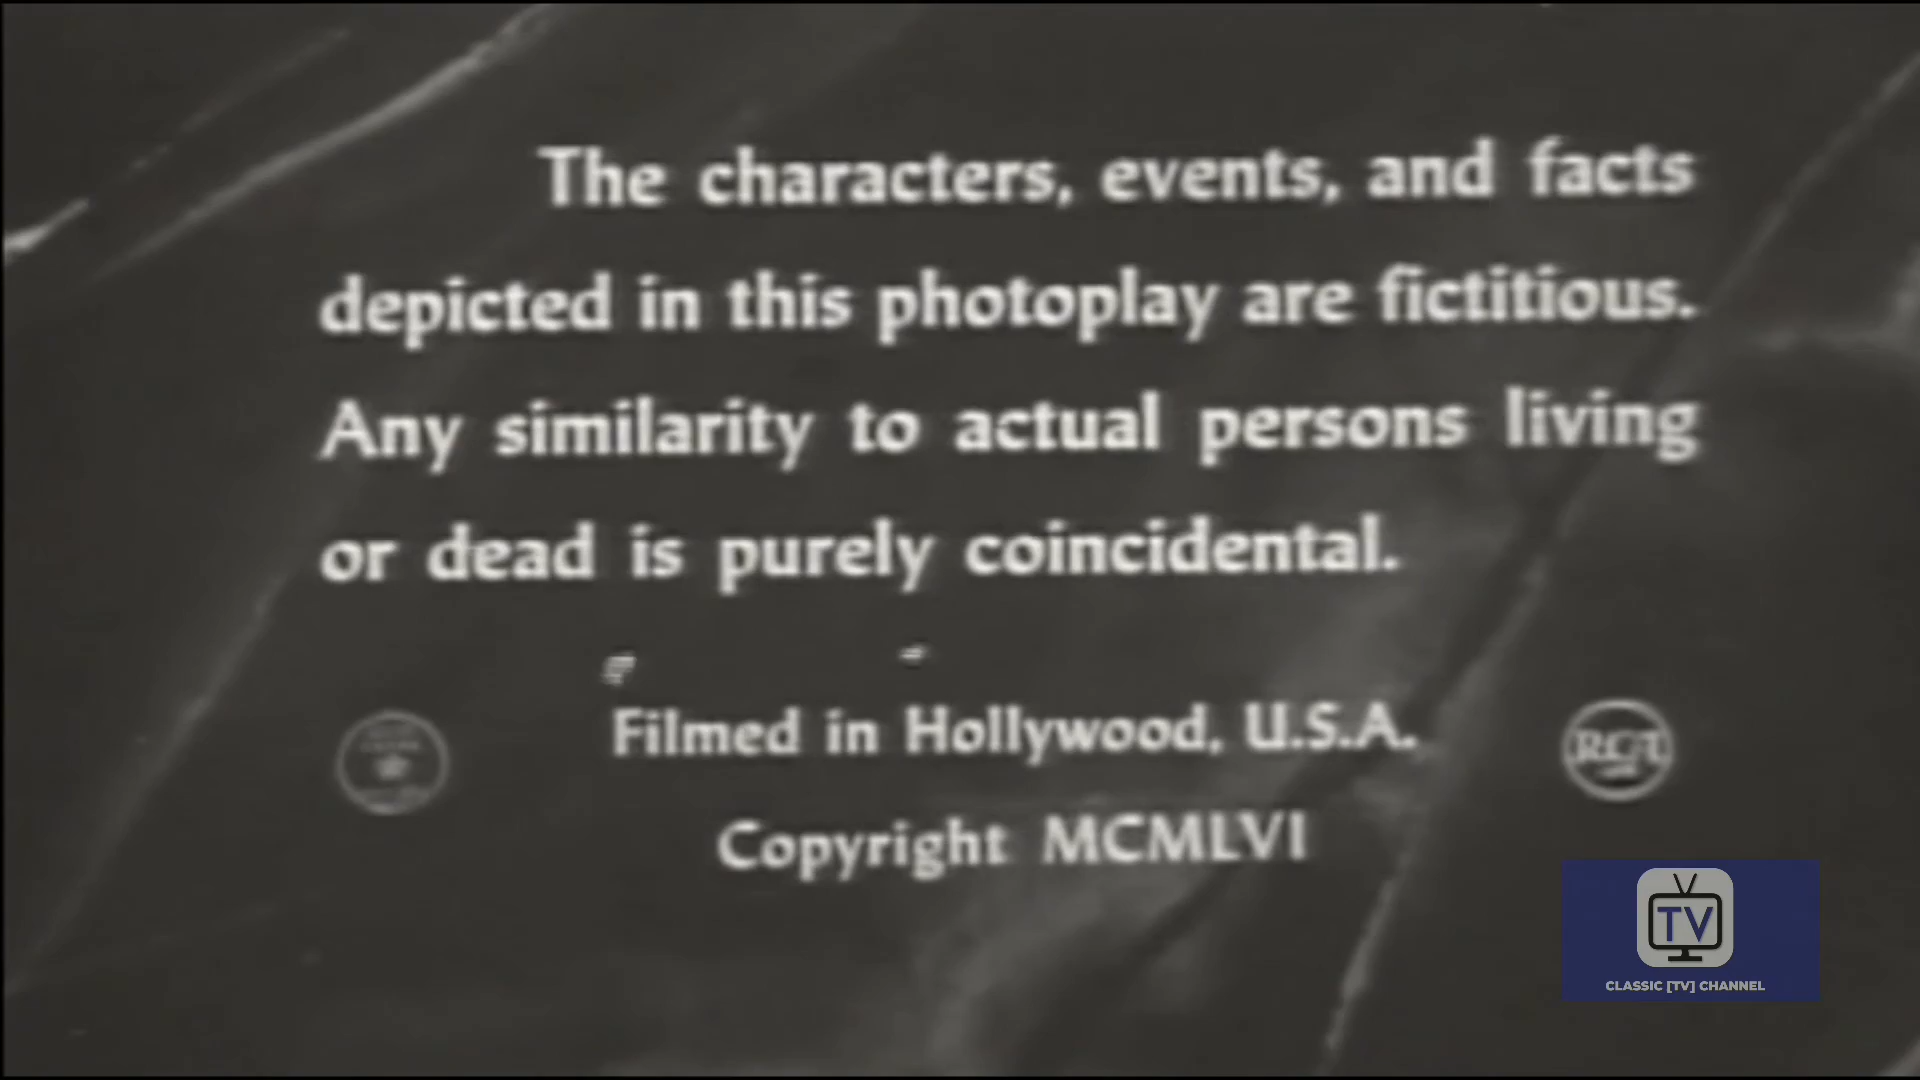 The characters, events, and facts
depicted in this photoplay are fictitious.
Any similarity to actual persons living
or dead is purely coincidental.
Filmed in Hollywood, U.S.A.
RCA
Copyright MCMLVI
TV
CLASSIC [TV] CHANNEL